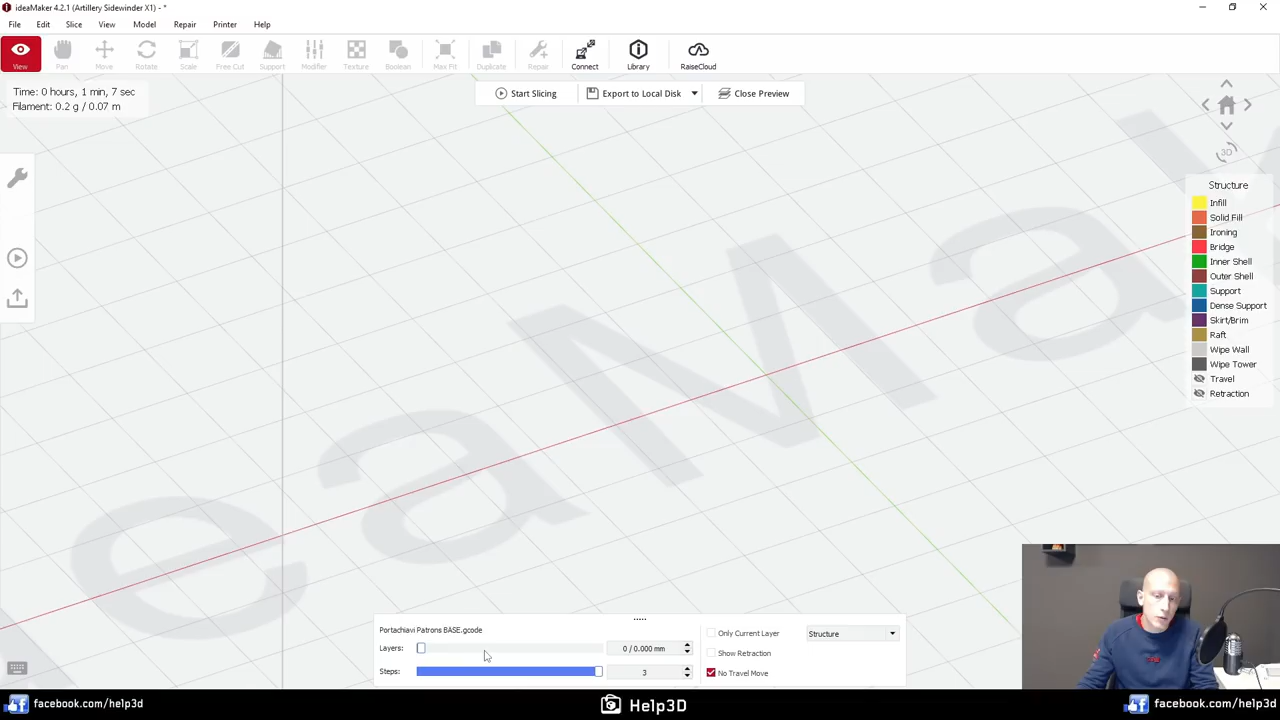 ideaMaker 4.2.1 (Artillery Sidewinder X1) - *
File Edit Slice View Model Repair Printer Help
View Pan Move Rotate Scale Free Cut Support Modifier Texture Boolean Max Fit Duplicate Repair Connect Library RaiseCloud
Time: 0 hours, 1 min, 7 sec
Filament: 0.2 g / 0.07 m
Start Slicing Export to Local Disk Close Preview
3D
Structure
Infill
Solid Fill
Ironing
Bridge
Inner Shell
Outer Shell
Support
Dense Support
Skirt/Brim
Raft
Wipe Wall
Wipe Tower
Travel
Retraction
eaMa
Portachiavi Patrons BASE.gcode
Layers: 0 / 0.000 mm
Steps: 3
Only Current Layer
Show Retraction
No Travel Move
Structure
facebook.com/help3d
Help3D
facebook.com/help3d